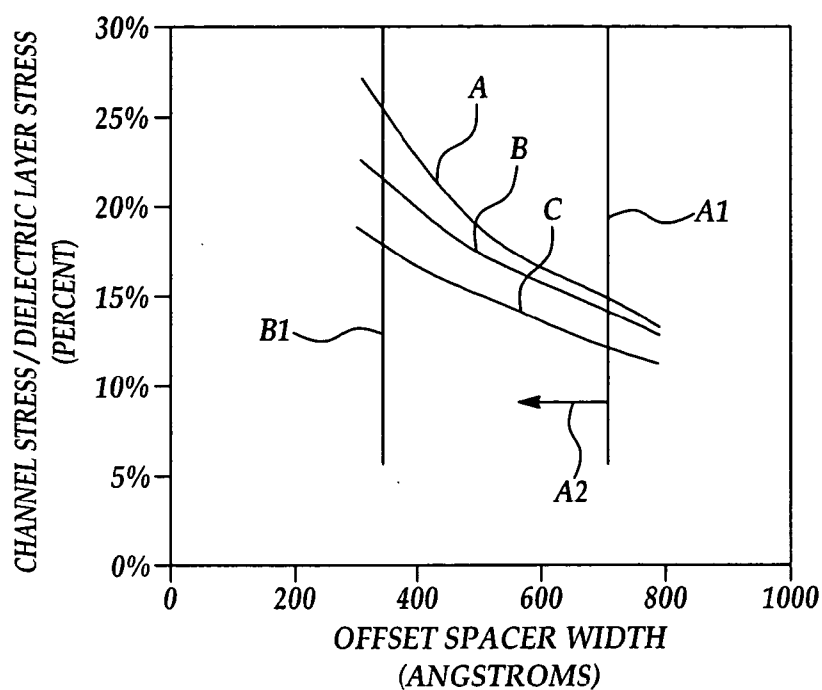 CHANNEL STRESS / DIELECTRIC LAYER STRESS
(PERCENT)
30%
25%
20%
15%
10%
5%
0%
A
B
C
A1
B1
A2
0
200
400
600
800
1000
OFFSET SPACER WIDTH
(ANGSTROMS)